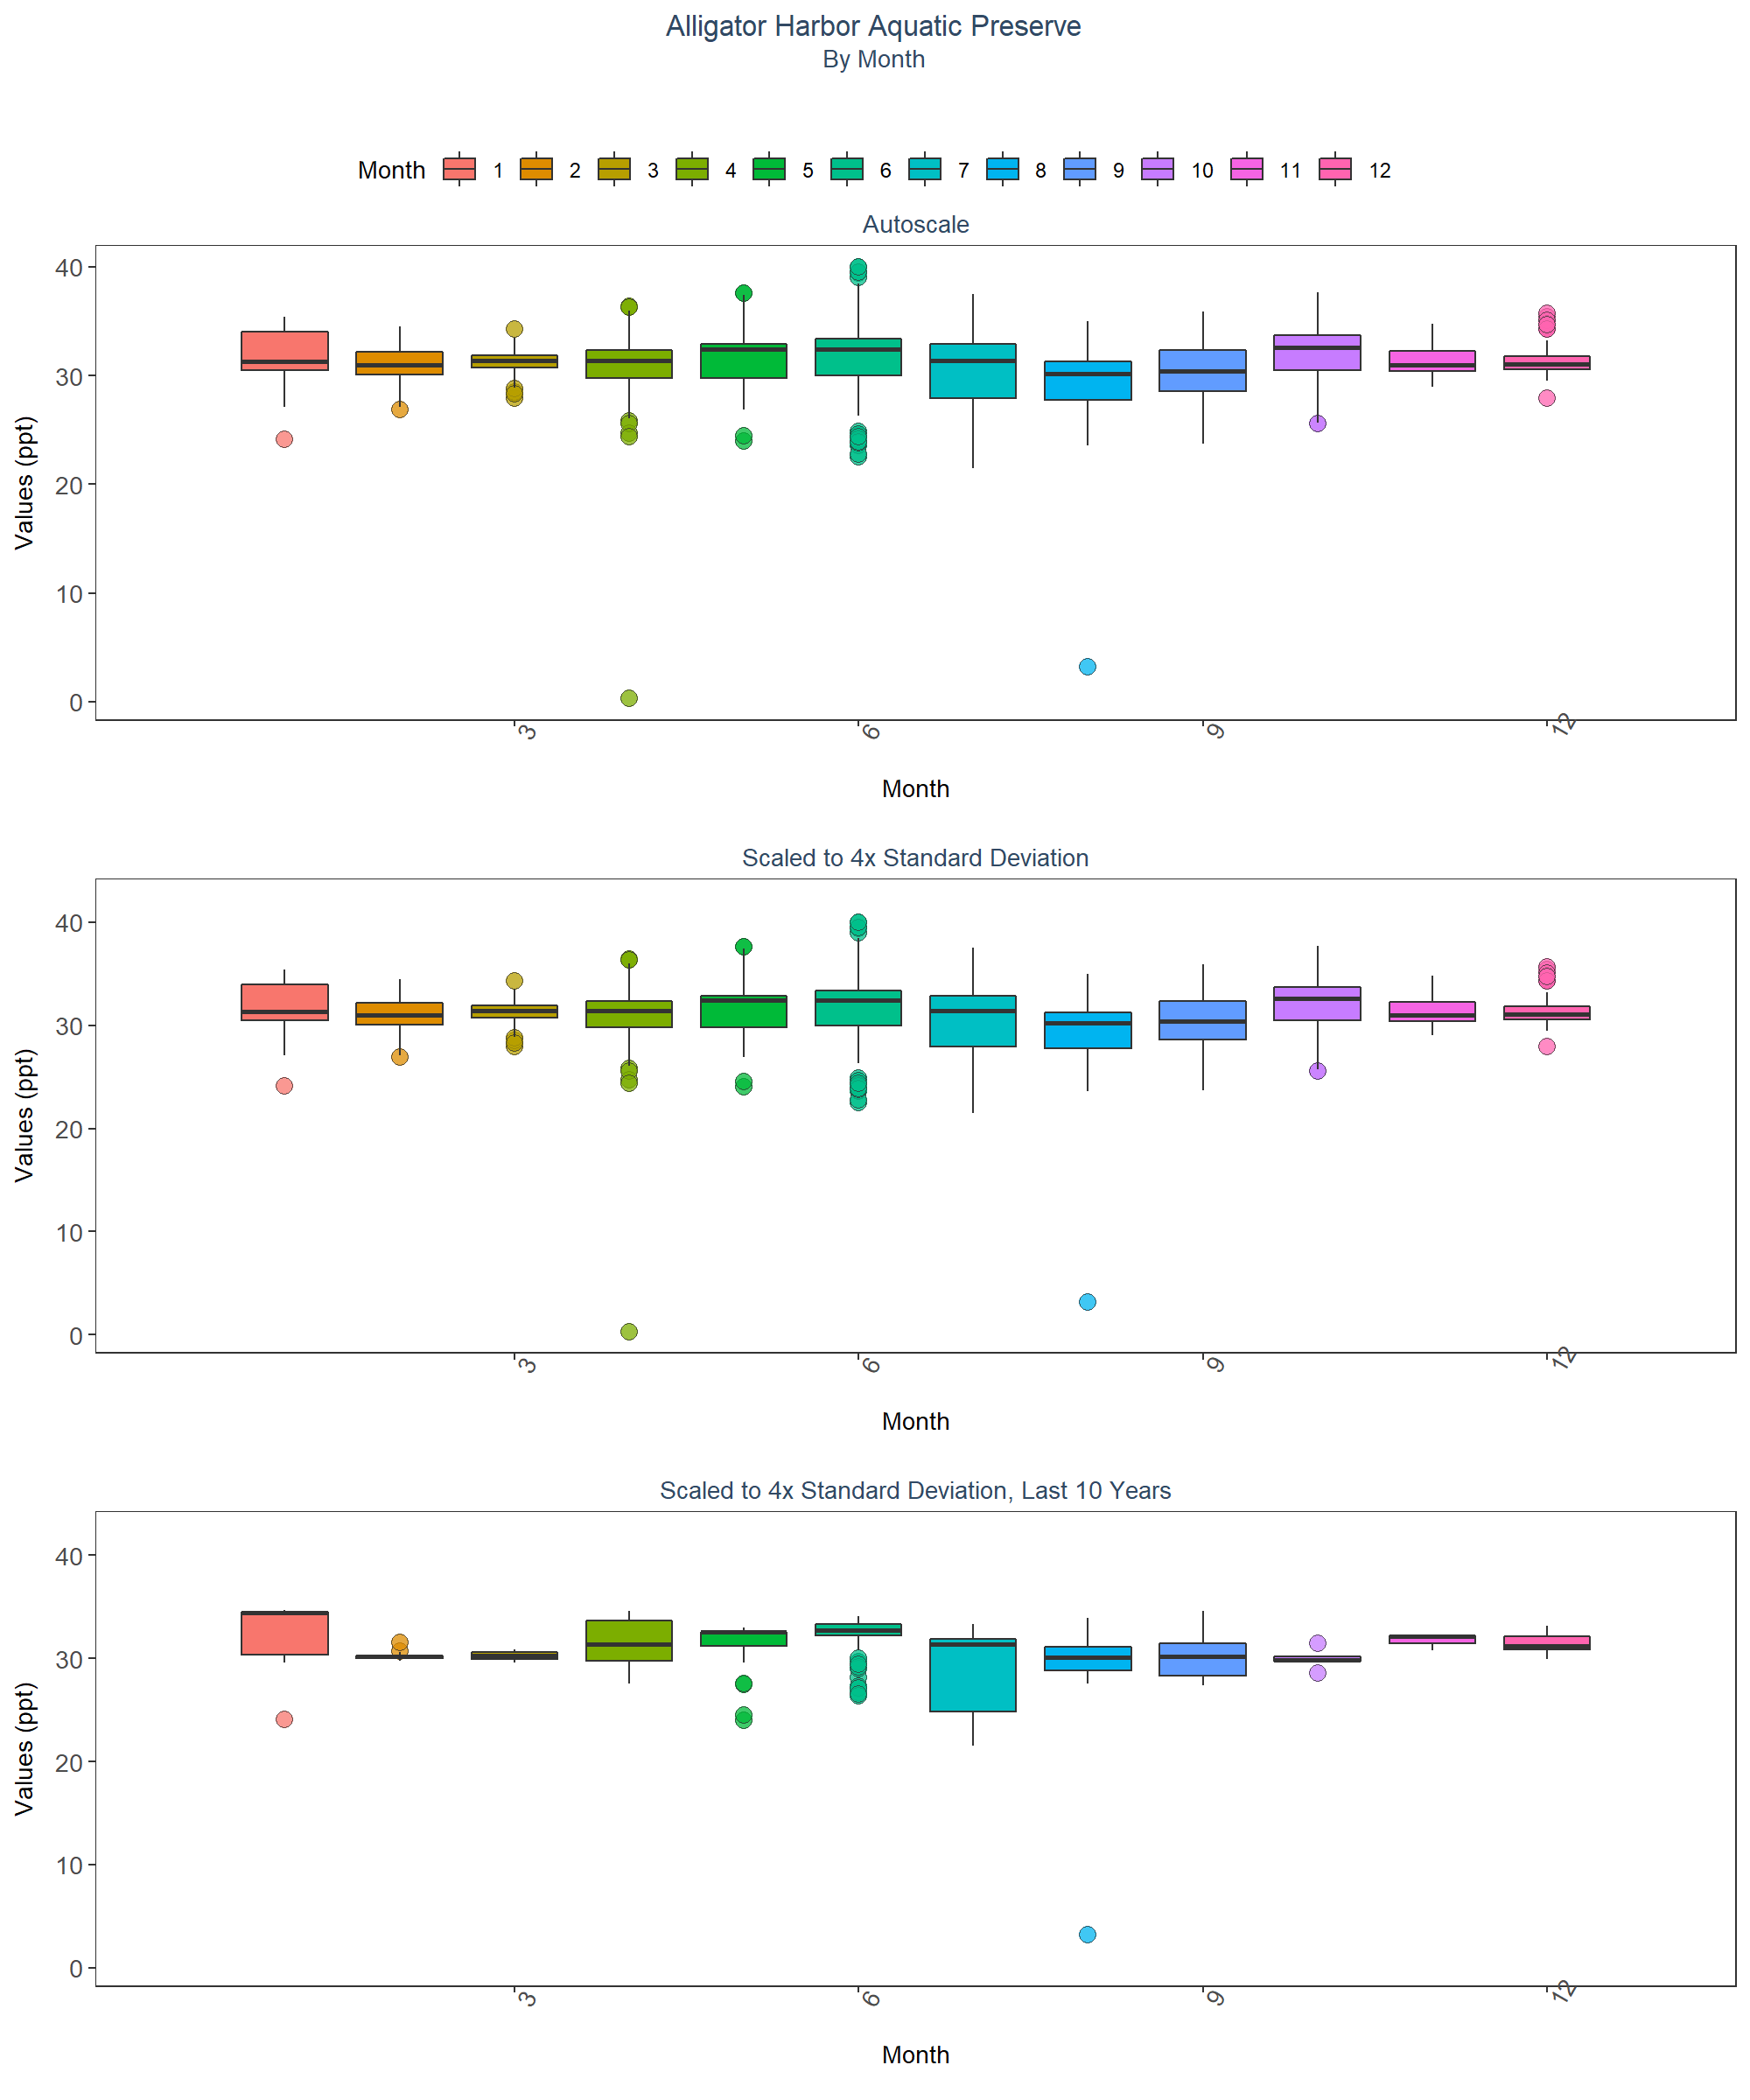 Alligator Harbor Aquatic Preserve
By Month
Month 1 2 3 4 5 6 7 8 9 10 11 12
Autoscale
Values (ppt)
40
30
20
10
0
3 6 9 12
Month
Scaled to 4x Standard Deviation
Values (ppt)
40
30
20
10
0
3 6 9 12
Month
Scaled to 4x Standard Deviation, Last 10 Years
Values (ppt)
40
30
20
10
0
3 6 9 12
Month